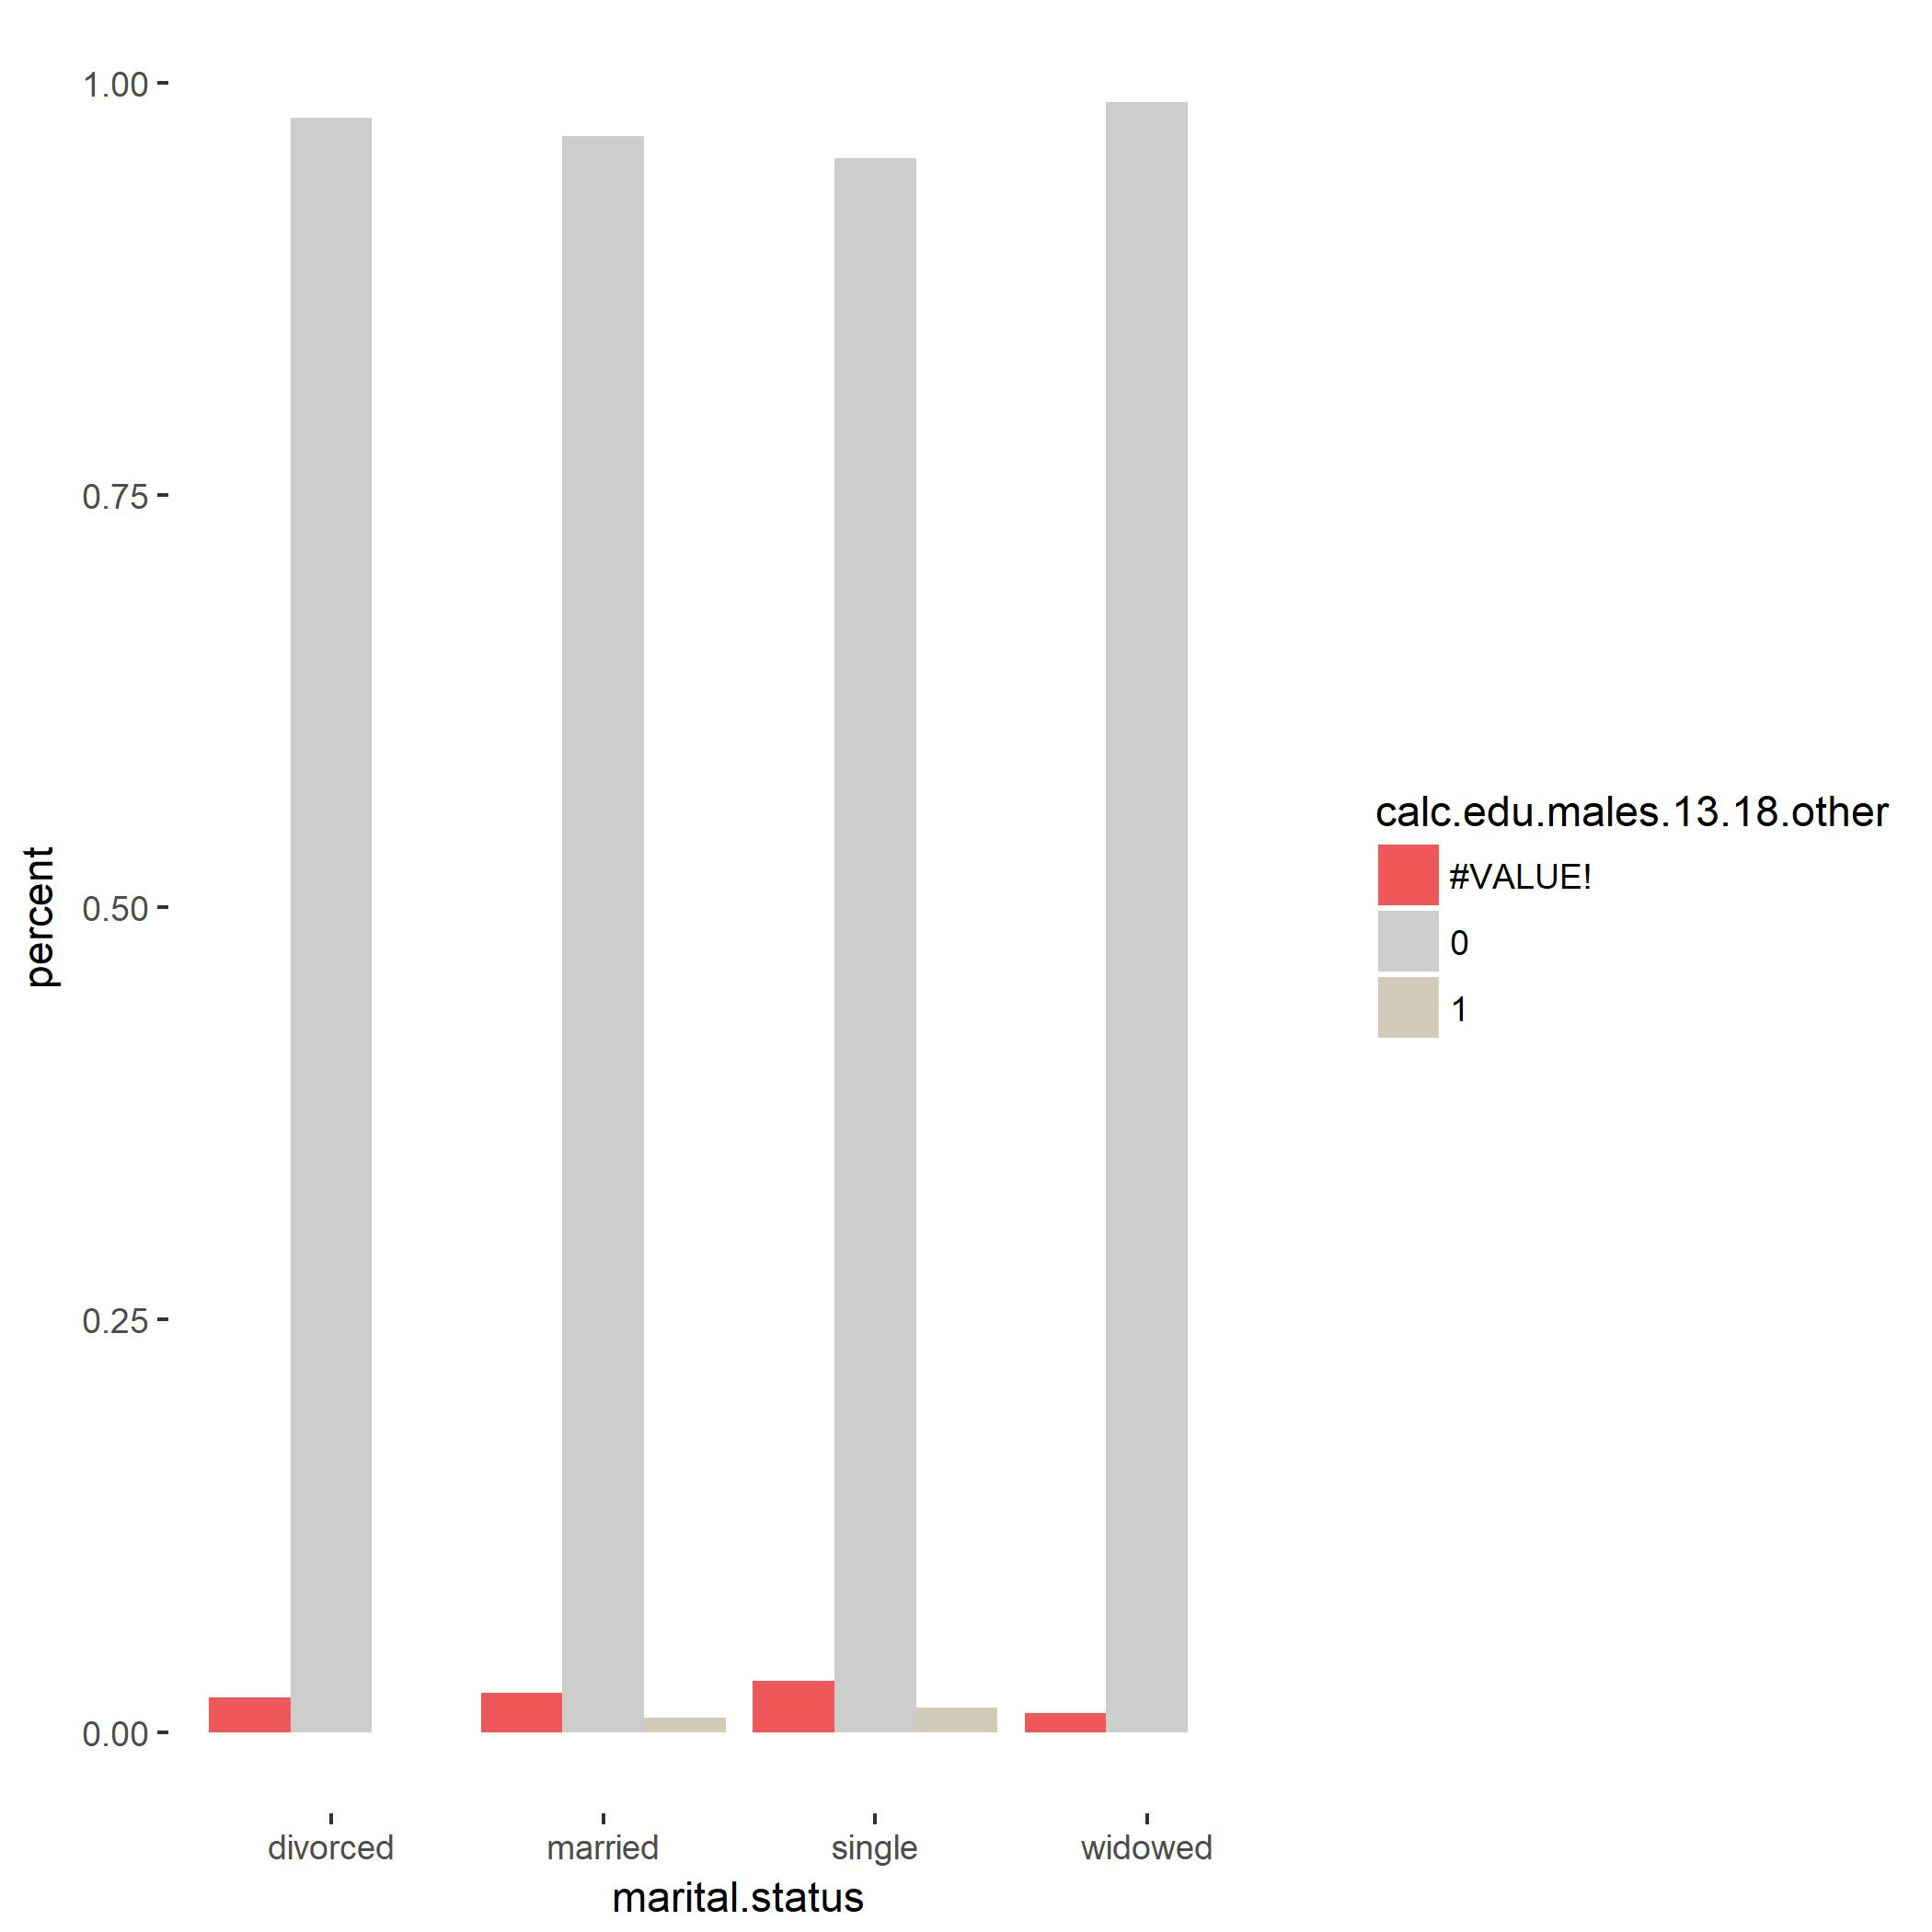 1.00
0.75
0.50
0.25
0.00
percent
divorced married single widowed
marital.status
calc.edu.males.13.18.other
#VALUE!
0
1